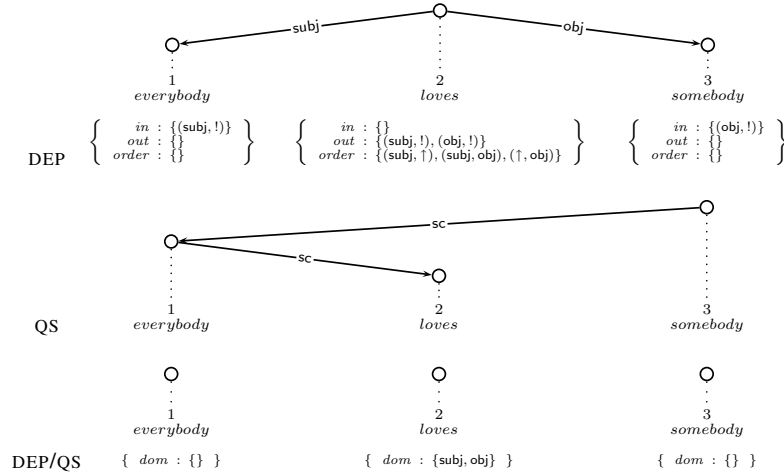 subj obj
1 2 3
everybody loves somebody
in : {(subj, !)} in : {} in : {(obj, !)}
out : {} out : {(subj, !), (obj, !)} out : {}
DEP order : {} order : {(subj, ↑), (subj, obj), (↑, obj)} order : {}
sc
sc
1 2 3
QS everybody loves somebody
1 2 3
everybody loves somebody
DEP/QS { dom : {} } { dom : {subj, obj} } { dom : {} }